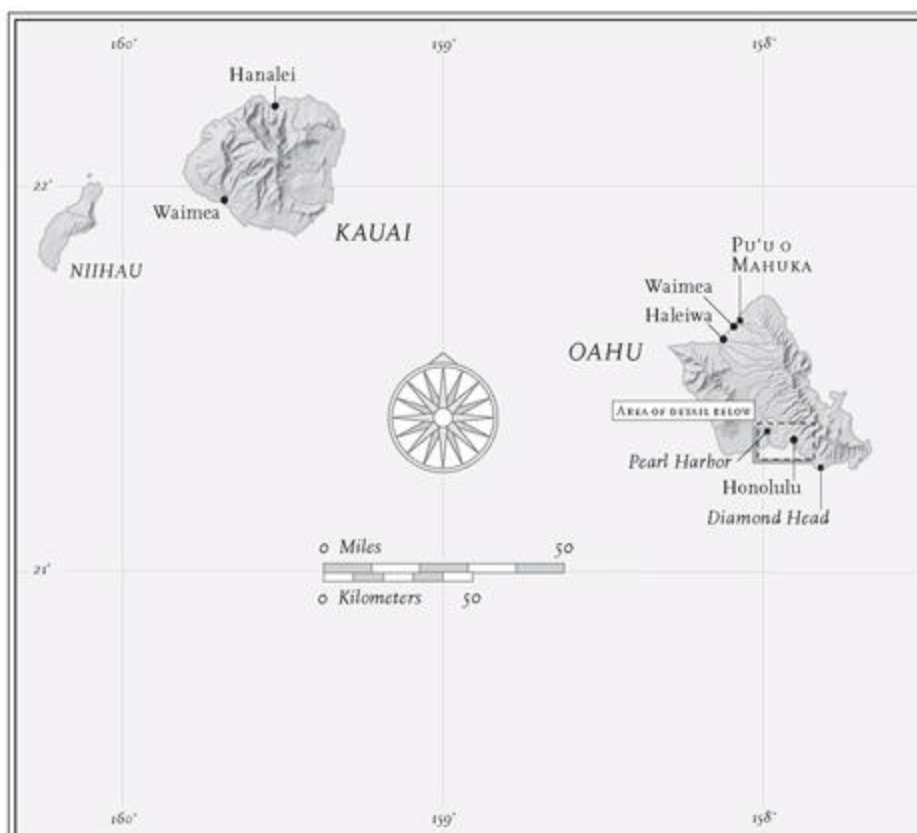 160°
159°
158°
Hanalei
22°
Waimea
KAUAI
NIIHAU
PU‘U O
MAHUKA
Waimea
Haleiwa
OAHU
AREA OF DETAIL BELOW
Pearl Harbor
Honolulu
Diamond Head
0 Miles 50
21°
0 Kilometers 50
160°
159°
158°